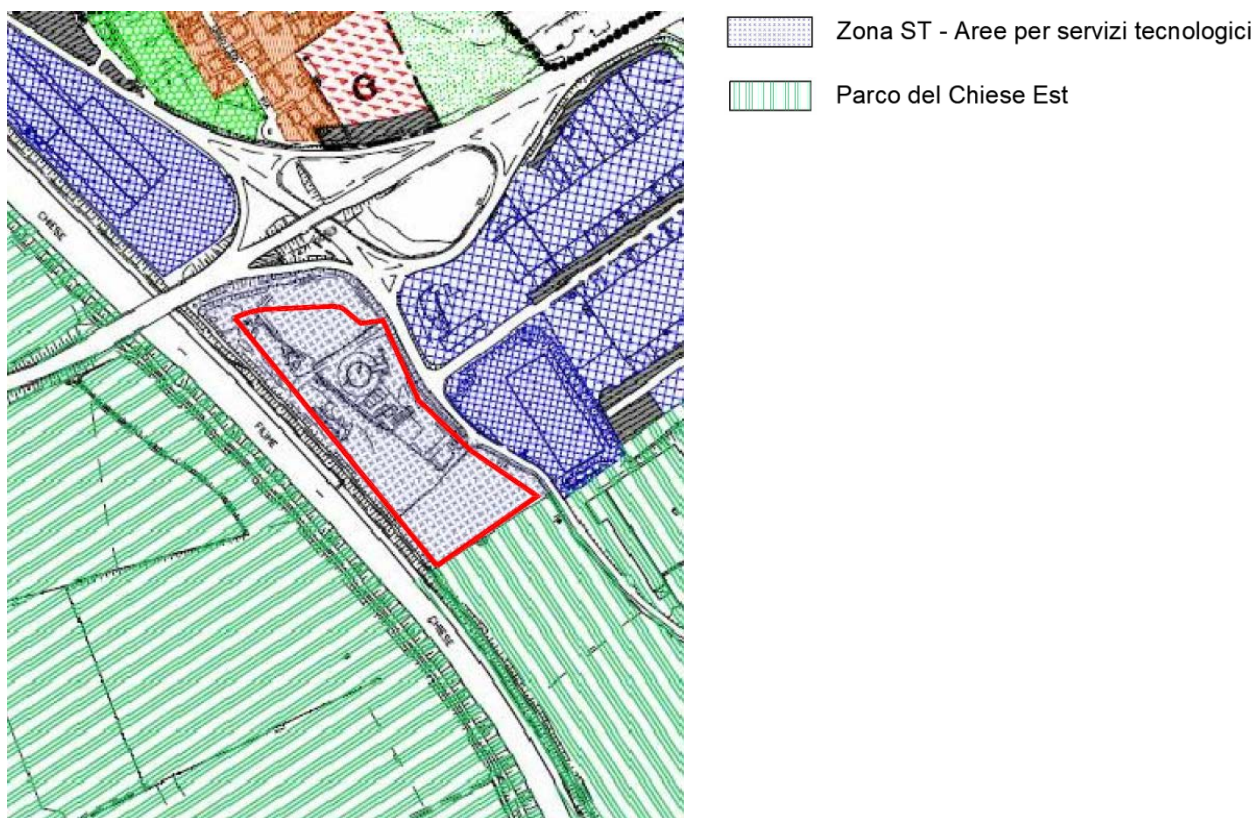 Zona ST - Aree per servizi tecnologici
Parco del Chiese Est
G
CHIESE
FIUME
CHIESE